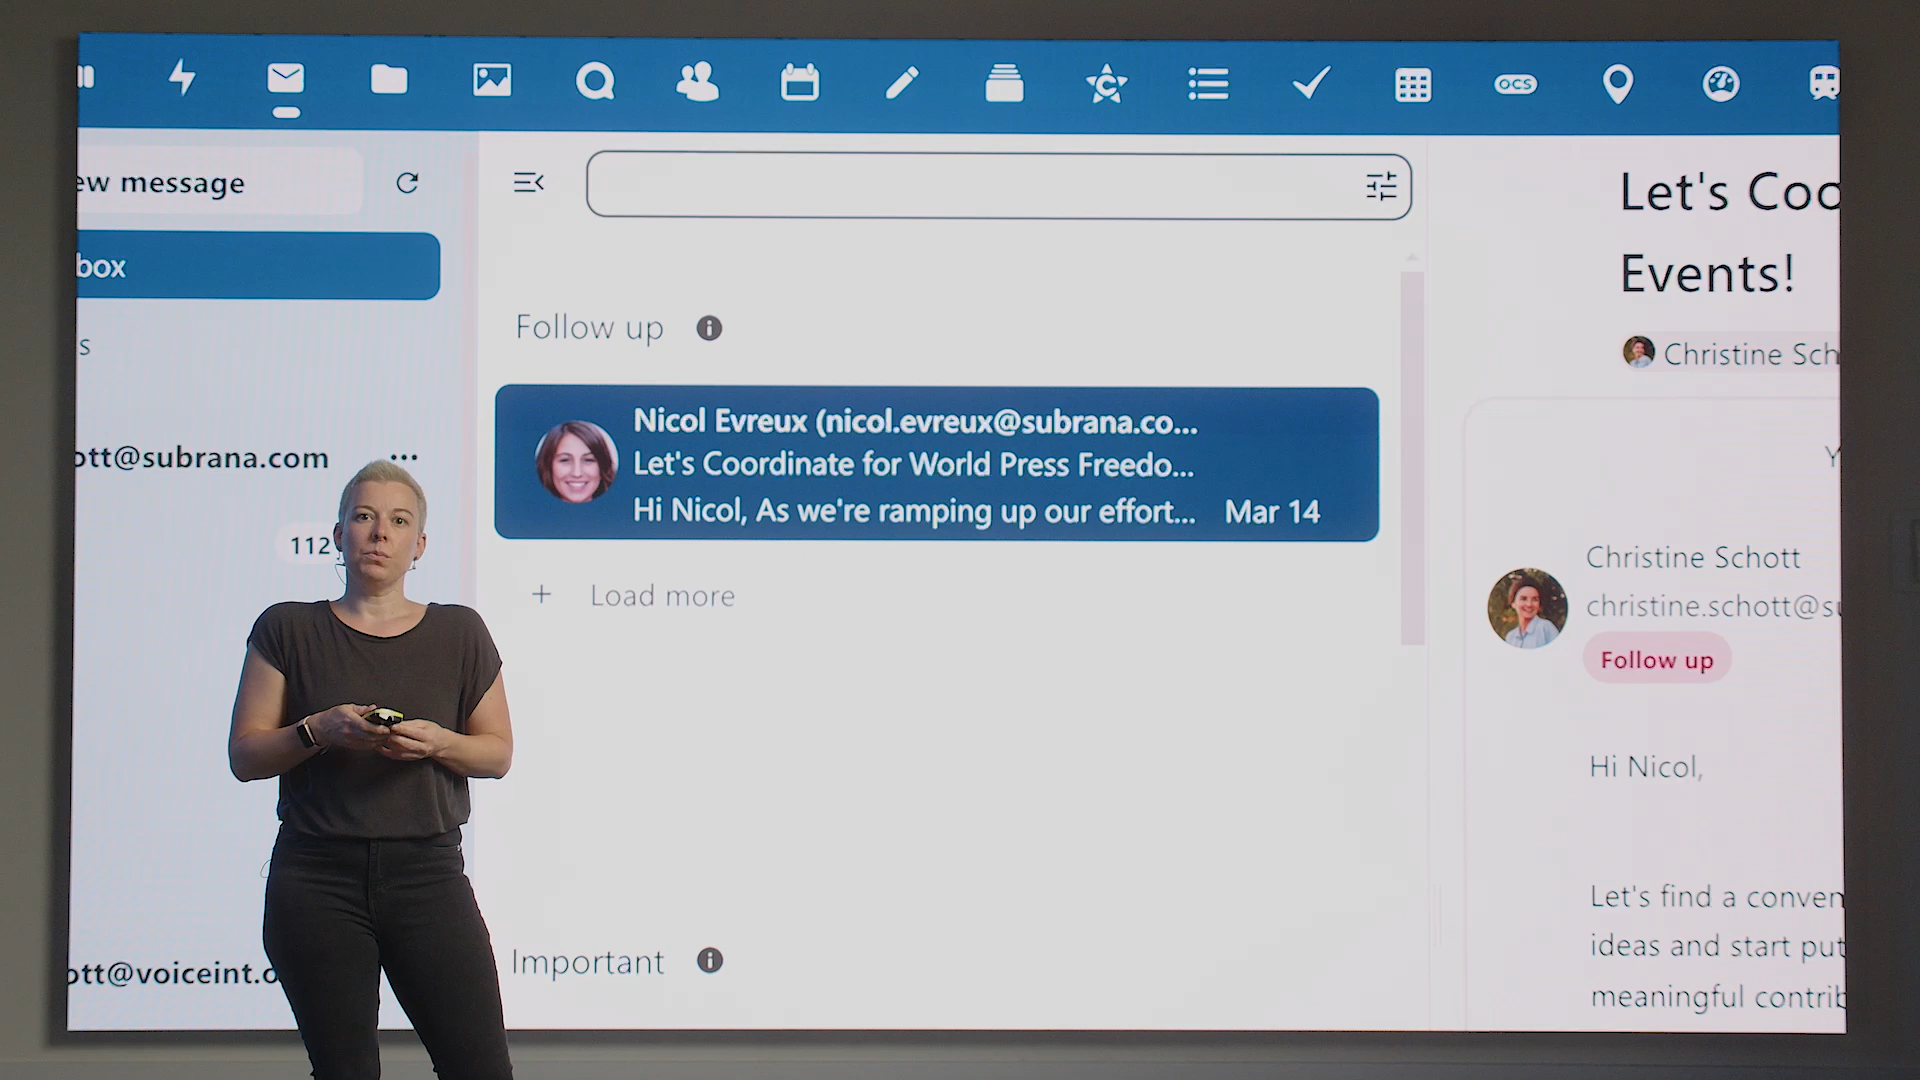 ocs
ew message
box
s
ott@subrana.com
112
ott@voiceint.o
Follow up
Nicol Evreux (nicol.evreux@subrana.co...
Let's Coordinate for World Press Freedo...
Hi Nicol, As we're ramping up our effort... Mar 14
+ Load more
Important
Let's Coo
Events!
Christine Sch
Y
Christine Schott
christine.schott@su
Follow up
Hi Nicol,
Let's find a conven
ideas and start put
meaningful contrib